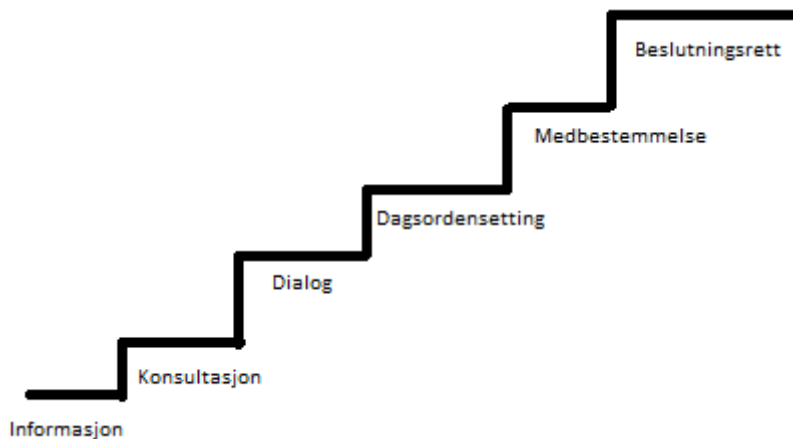 Beslutningsrett
Medbestemmelse
Dagsordensetting
Dialog
Konsultasjon
Informasjon